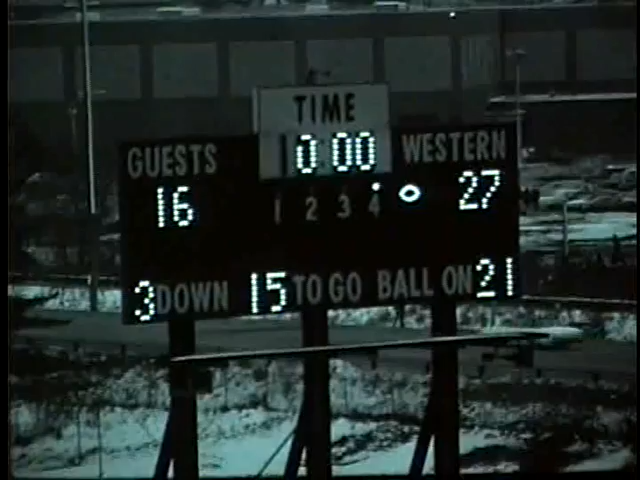 TIME
0:00
GUESTS WESTERN
16 27
1 2 3 4
3 DOWN 15 TO GO BALL ON 21